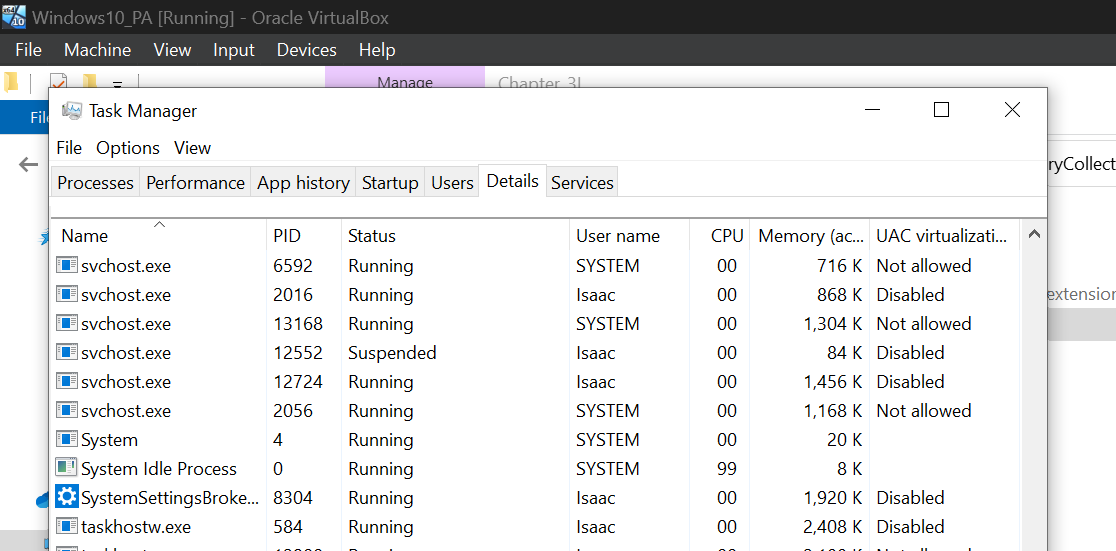 Windows10_PA [Running] - Oracle VirtualBox
File Machine View Input Devices Help
Manage Chapter_3L
Task Manager
File Options View
Processes Performance App history Startup Users Details Services
Name PID Status User name CPU Memory (ac... UAC virtualizati...
svchost.exe 6592 Running SYSTEM 00 716 K Not allowed
svchost.exe 2016 Running Isaac 00 868 K Disabled
svchost.exe 13168 Running SYSTEM 00 1,304 K Not allowed
svchost.exe 12552 Suspended Isaac 00 84 K Disabled
svchost.exe 12724 Running Isaac 00 1,456 K Disabled
svchost.exe 2056 Running SYSTEM 00 1,168 K Not allowed
System 4 Running SYSTEM 00 20 K
System Idle Process 0 Running SYSTEM 99 8 K
SystemSettingsBroke... 8304 Running Isaac 00 1,920 K Disabled
taskhostw.exe 584 Running Isaac 00 2,408 K Disabled
Fil
ryCollect
extension